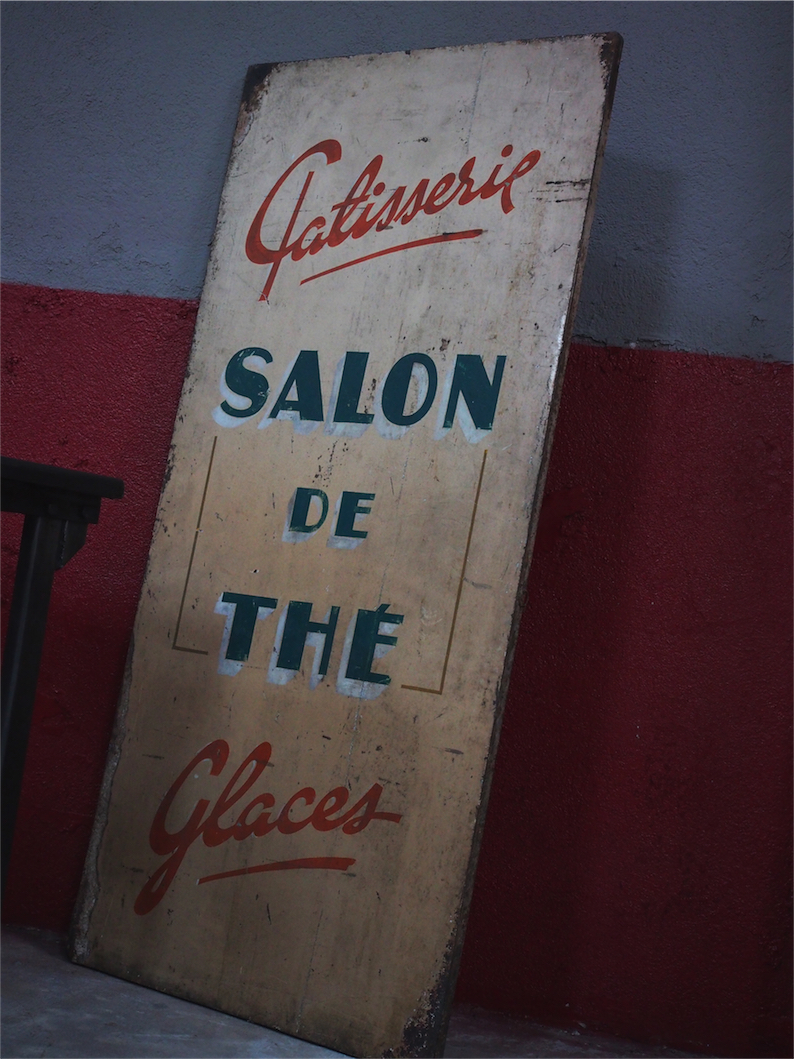 Patisserie
SALON
DE
THÉ
Glaces